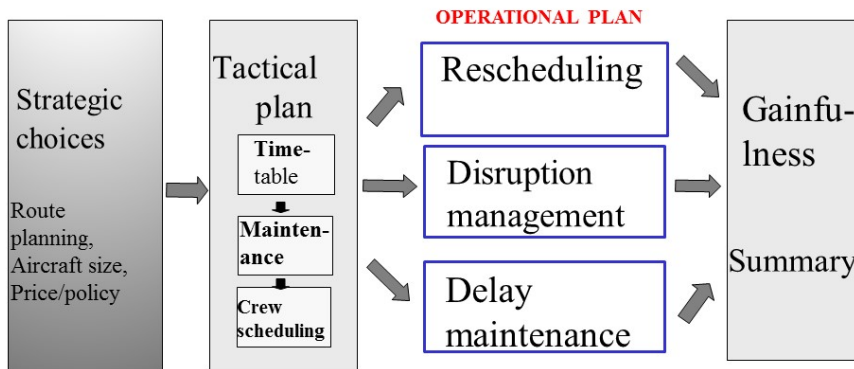 OPERATIONAL PLAN
Strategic
choices
Route
planning,
Aircraft size,
Price/policy
Tactical
plan
Time-
table
Mainten-
ance
Crew
scheduling
Rescheduling
Disruption
management
Delay
maintenance
Gainfu-
lness
Summary